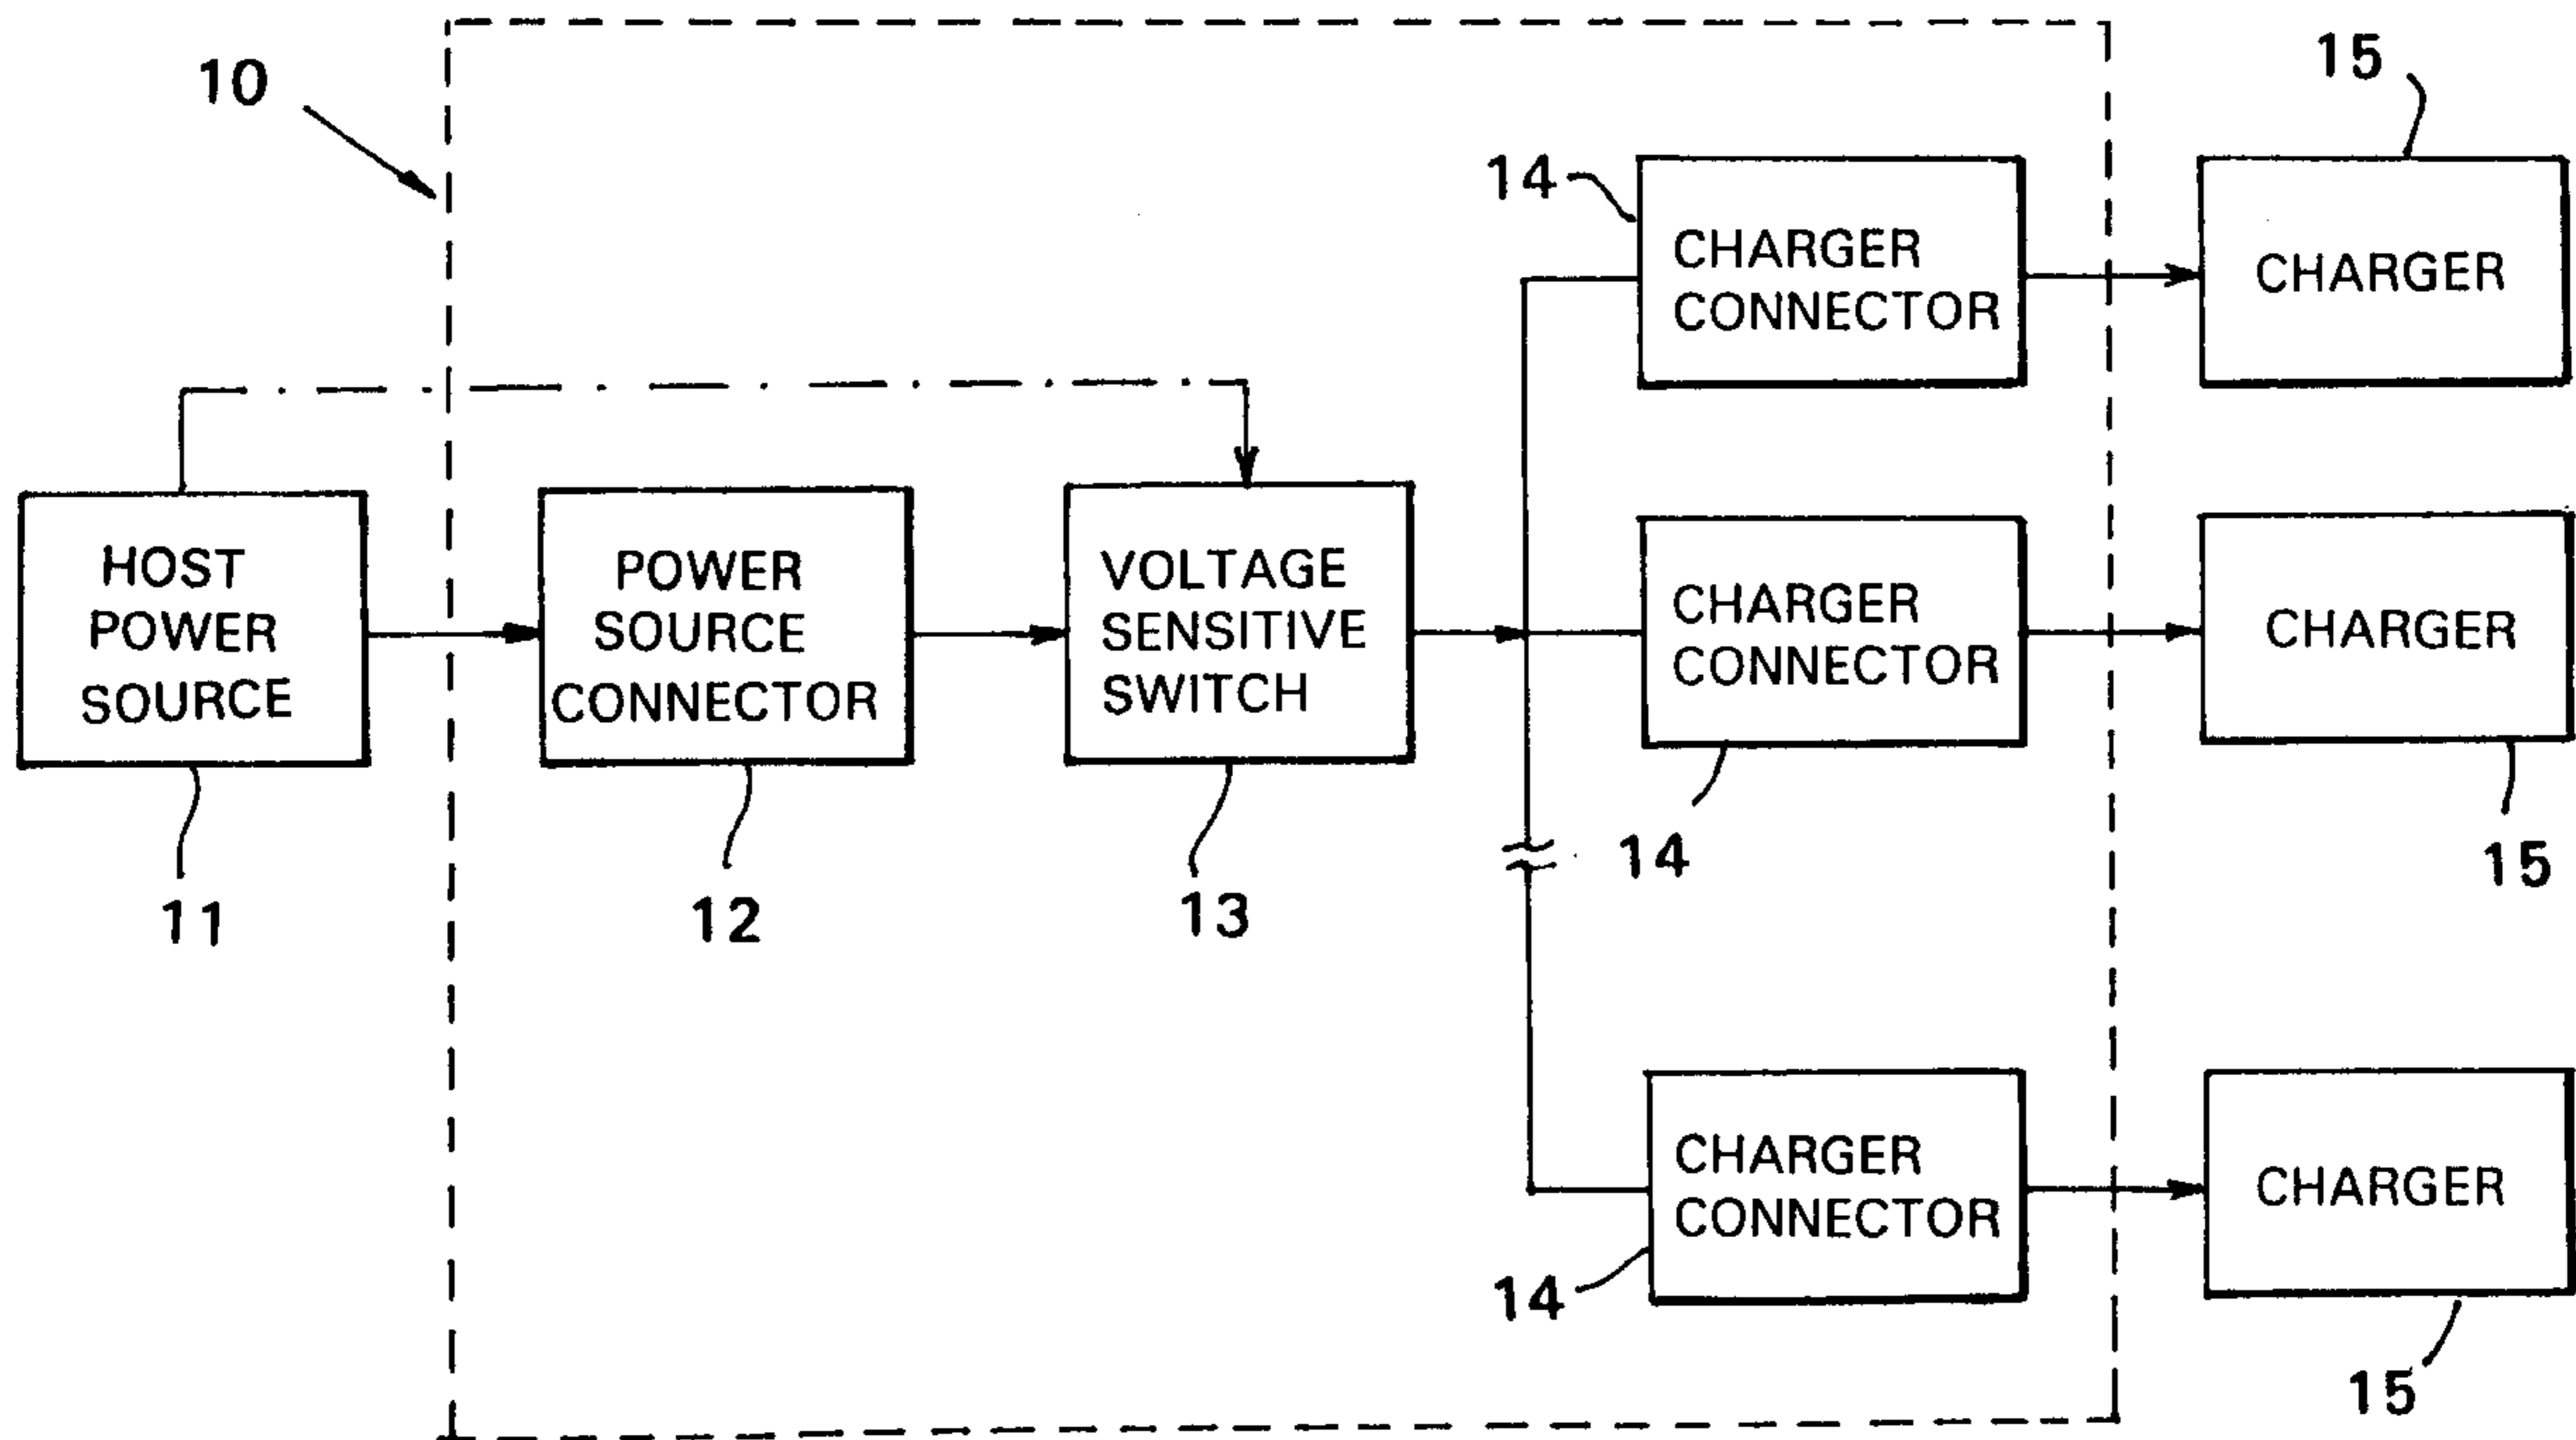 10
15
14
CHARGER
CONNECTOR
CHARGER
HOST
POWER
SOURCE
POWER
SOURCE
CONNECTOR
VOLTAGE
SENSITIVE
SWITCH
CHARGER
CONNECTOR
CHARGER
11
12
13
14
15
CHARGER
CONNECTOR
CHARGER
14
15